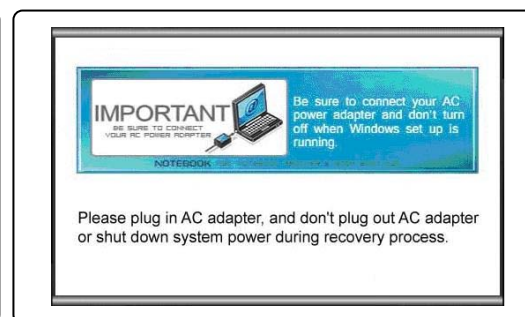 IMPORTANT
BE SURE TO CONNECT
YOUR AC POWER ADAPTER
Be sure to connect your AC
power adapter and don't turn
off when Windows set up is
running.
NOTEBOOK
Please plug in AC adapter, and don't plug out AC adapter
or shut down system power during recovery process.